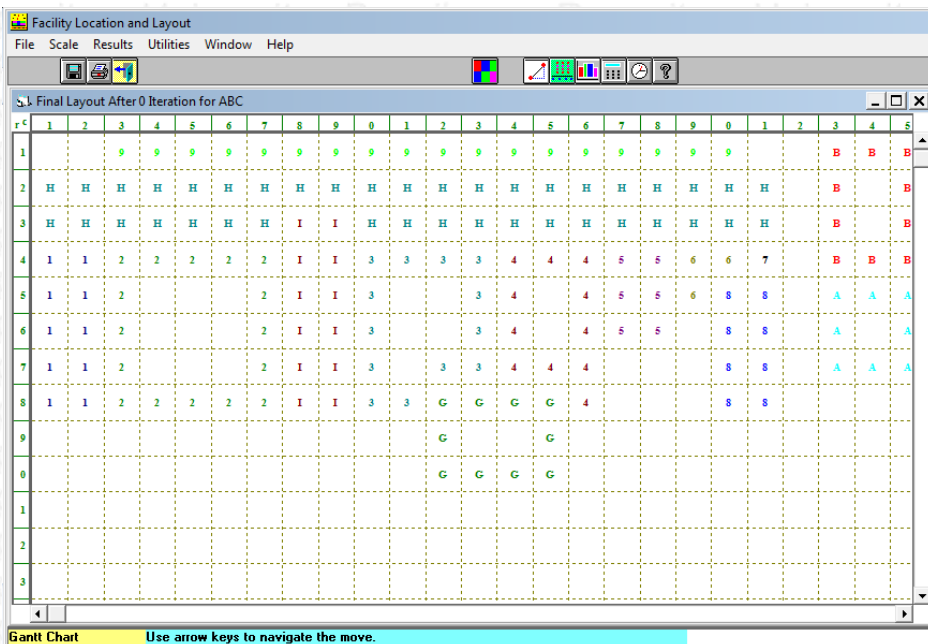 Facility Location and Layout
File Scale Results Utilities Window Help
Final Layout After 0 Iteration for ABC
r c 1 2 3 4 5 6 7 8 9 0 1 2 3 4 5 6 7 8 9 0 1 2 3 4 5
1 9 9 9 9 9 9 9 9 9 9 9 9 9 9 9 9 9 9 B B B
2 H H H H H H H H H H H H H H H H H H H H H B B
3 H H H H H H H I I H H H H H H H H H H H H B B
4 1 1 2 2 2 2 2 I I 3 3 3 3 4 4 4 5 5 6 6 7 B B B
5 1 1 2 2 I I 3 3 4 4 5 5 6 8 8 A A A
6 1 1 2 2 I I 3 3 4 4 5 5 8 8 A A
7 1 1 2 2 I I 3 3 3 4 4 4 8 8 A A A
8 1 1 2 2 2 2 2 I I 3 3 G G G G 4 8 8
9 G G
0 G G G G
1
2
3
Gantt Chart Use arrow keys to navigate the move.